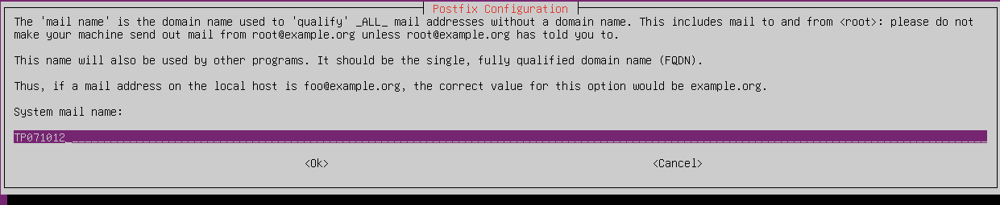 Postfix Configuration
The 'mail name' is the domain name used to 'qualify' _ALL_ mail addresses without a domain name. This includes mail to and from <root>: please do not
make your machine send out mail from root@example.org unless root@example.org has told you to.
This name will also be used by other programs. It should be the single, fully qualified domain name (FQDN).
Thus, if a mail address on the local host is foo@example.org, the correct value for this option would be example.org.
System mail name:
TP071012
<Ok> <Cancel>